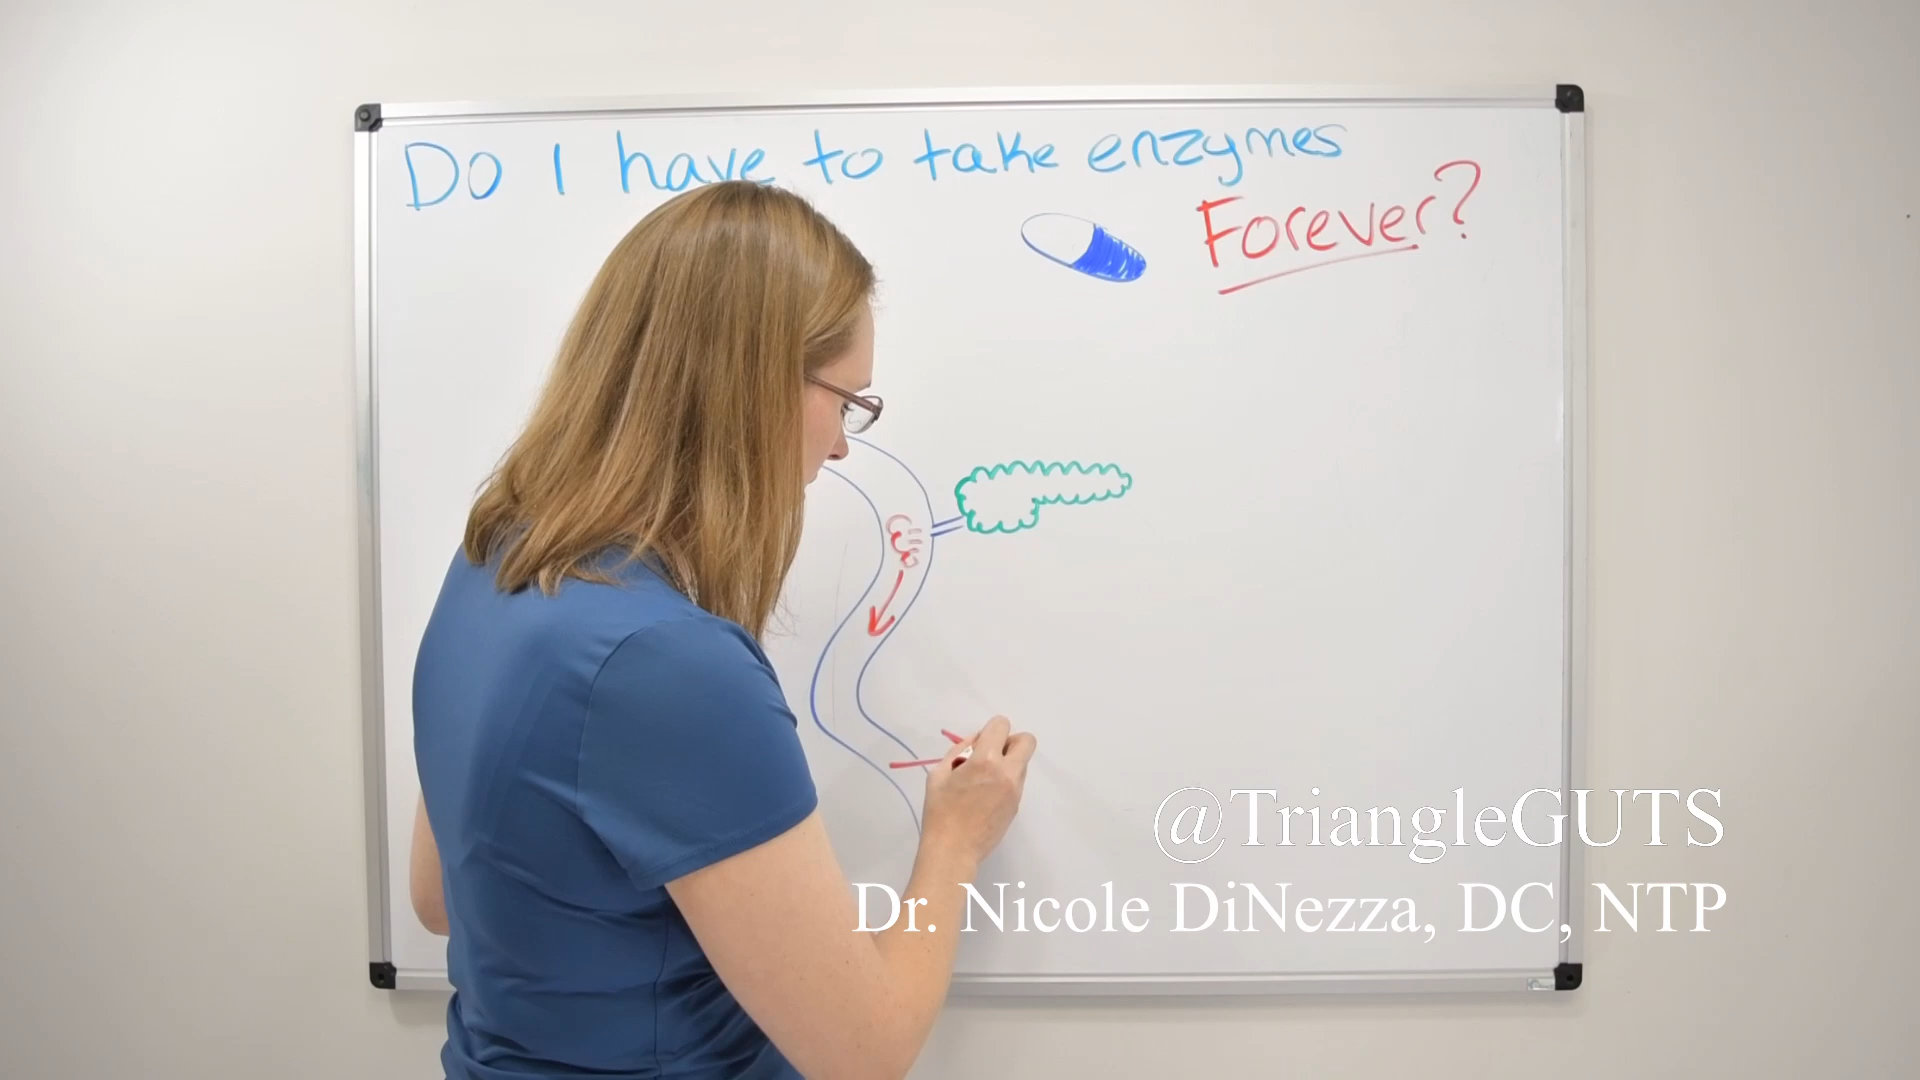 Do I have to take enzymes
Forever?
@TriangleGUTS
Dr. Nicole DiNezza, DC, NTP